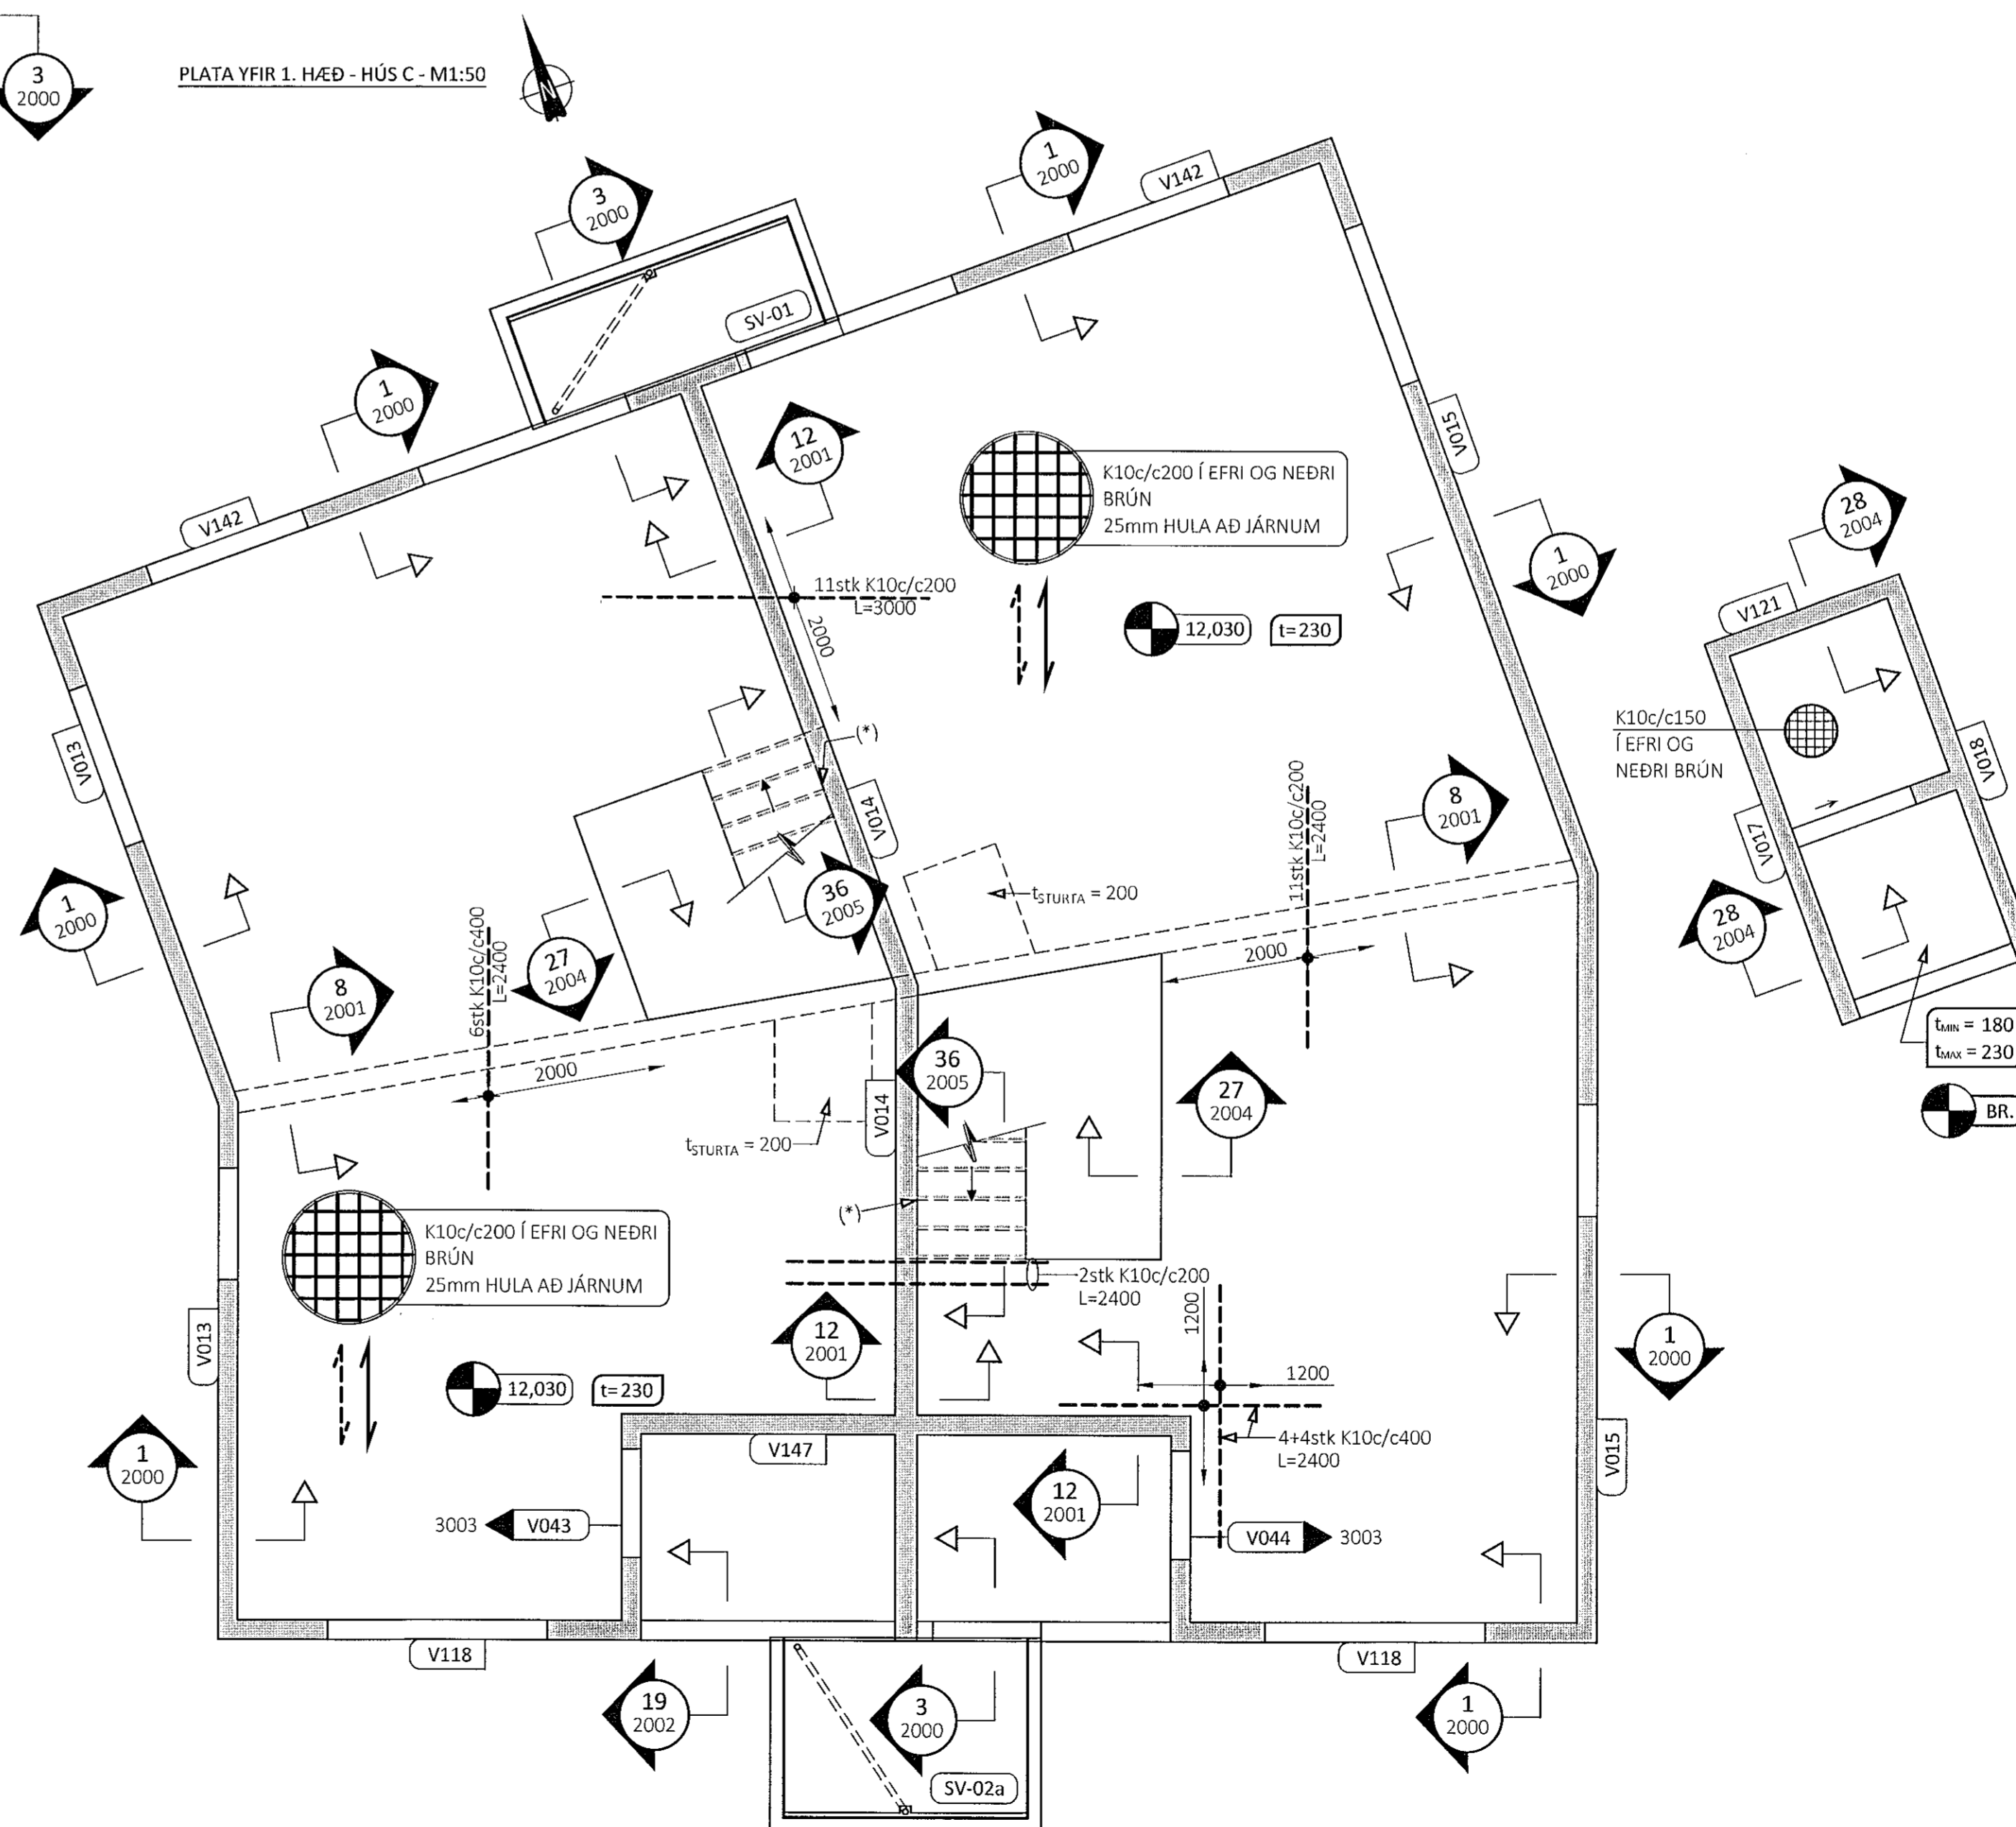 3
2000
PLATA YFIR 1. HÆÐ - HÚS C - M1:50
N
1
2000
V142
3
2000
SV-01
1
2000
12
2001
V015
K10c/c200 Í EFRI OG NEÐRI
BRÚN
25mm HULA AÐ JÁRNUM
V142
28
2004
1
2000
11stk K10c/c200
L=3000
2000
12,030
t=230
V121
K10c/c150
Í EFRI OG
NEÐRI BRÚN
V018
V013
(*)
V014
11stk K10c/c200
L=2400
8
2001
V017
36
2005
tSTURTA = 200
1
2000
28
2004
27
2004
6stk K10c/c400
L=2400
8
2001
2000
2000
tMIN = 180
tMAX = 230
BR.
36
2005
27
2004
V014
tSTURTA = 200
(*)
K10c/c200 Í EFRI OG NEÐRI
BRÚN
25mm HULA AÐ JÁRNUM
2stk K10c/c200
L=2400
1200
V013
12
2001
1
2000
12,030
t=230
1200
4+4stk K10c/c400
L=2400
V147
V015
1
2000
12
2001
3003
V043
V044
3003
V118
V118
19
2002
3
2000
1
2000
SV-02a